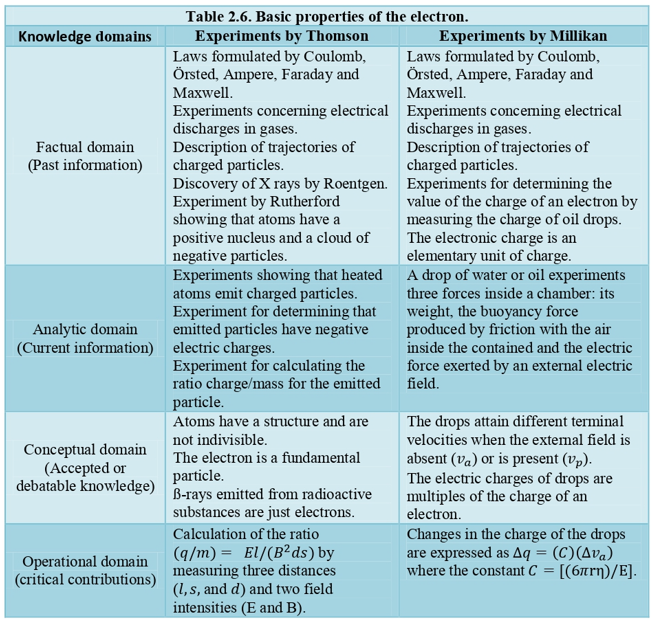 Table 2.6. Basic properties of the electron.
Knowledge domains
Experiments by Thomson
Experiments by Millikan
Factual domain
(Past information)
Laws formulated by Coulomb,
Örsted, Ampere, Faraday and
Maxwell.
Experiments concerning electrical
discharges in gases.
Description of trajectories of
charged particles.
Discovery of X rays by Roentgen.
Experiment by Rutherford
showing that atoms have a
positive nucleus and a cloud of
negative particles.
Laws formulated by Coulomb,
Örsted, Ampere, Faraday and
Maxwell.
Experiments concerning electrical
discharges in gases.
Description of trajectories of
charged particles.
Experiments for determining the
value of the charge of an electron by
measuring the charge of oil drops.
The electronic charge is an
elementary unit of charge.
Analytic domain
(Current information)
Experiments showing that heated
atoms emit charged particles.
Experiment for determining that
emitted particles have negative
electric charges.
Experiment for calculating the
ratio charge/mass for the emitted
particle.
A drop of water or oil experiments
three forces inside a chamber: its
weight, the buoyancy force
produced by friction with the air
inside the contained and the electric
force exerted by an external electric
field.
Conceptual domain
(Accepted or
debatable knowledge)
Atoms have a structure and are
not indivisible.
The electron is a fundamental
particle.
ß-rays emitted from radioactive
substances are just electrons.
The drops attain different terminal
velocities when the external field is
absent (vₐ) or is present (vₚ).
The electric charges of drops are
multiples of the charge of an
electron.
Operational domain
(critical contributions)
Calculation of the ratio
(q/m) = El/(B²ds) by
measuring three distances
(l, s, and d) and two field
intensities (E and B).
Changes in the charge of the drops
are expressed as Δq = (C)(Δvₐ)
where the constant C = [(6πrη)/E].